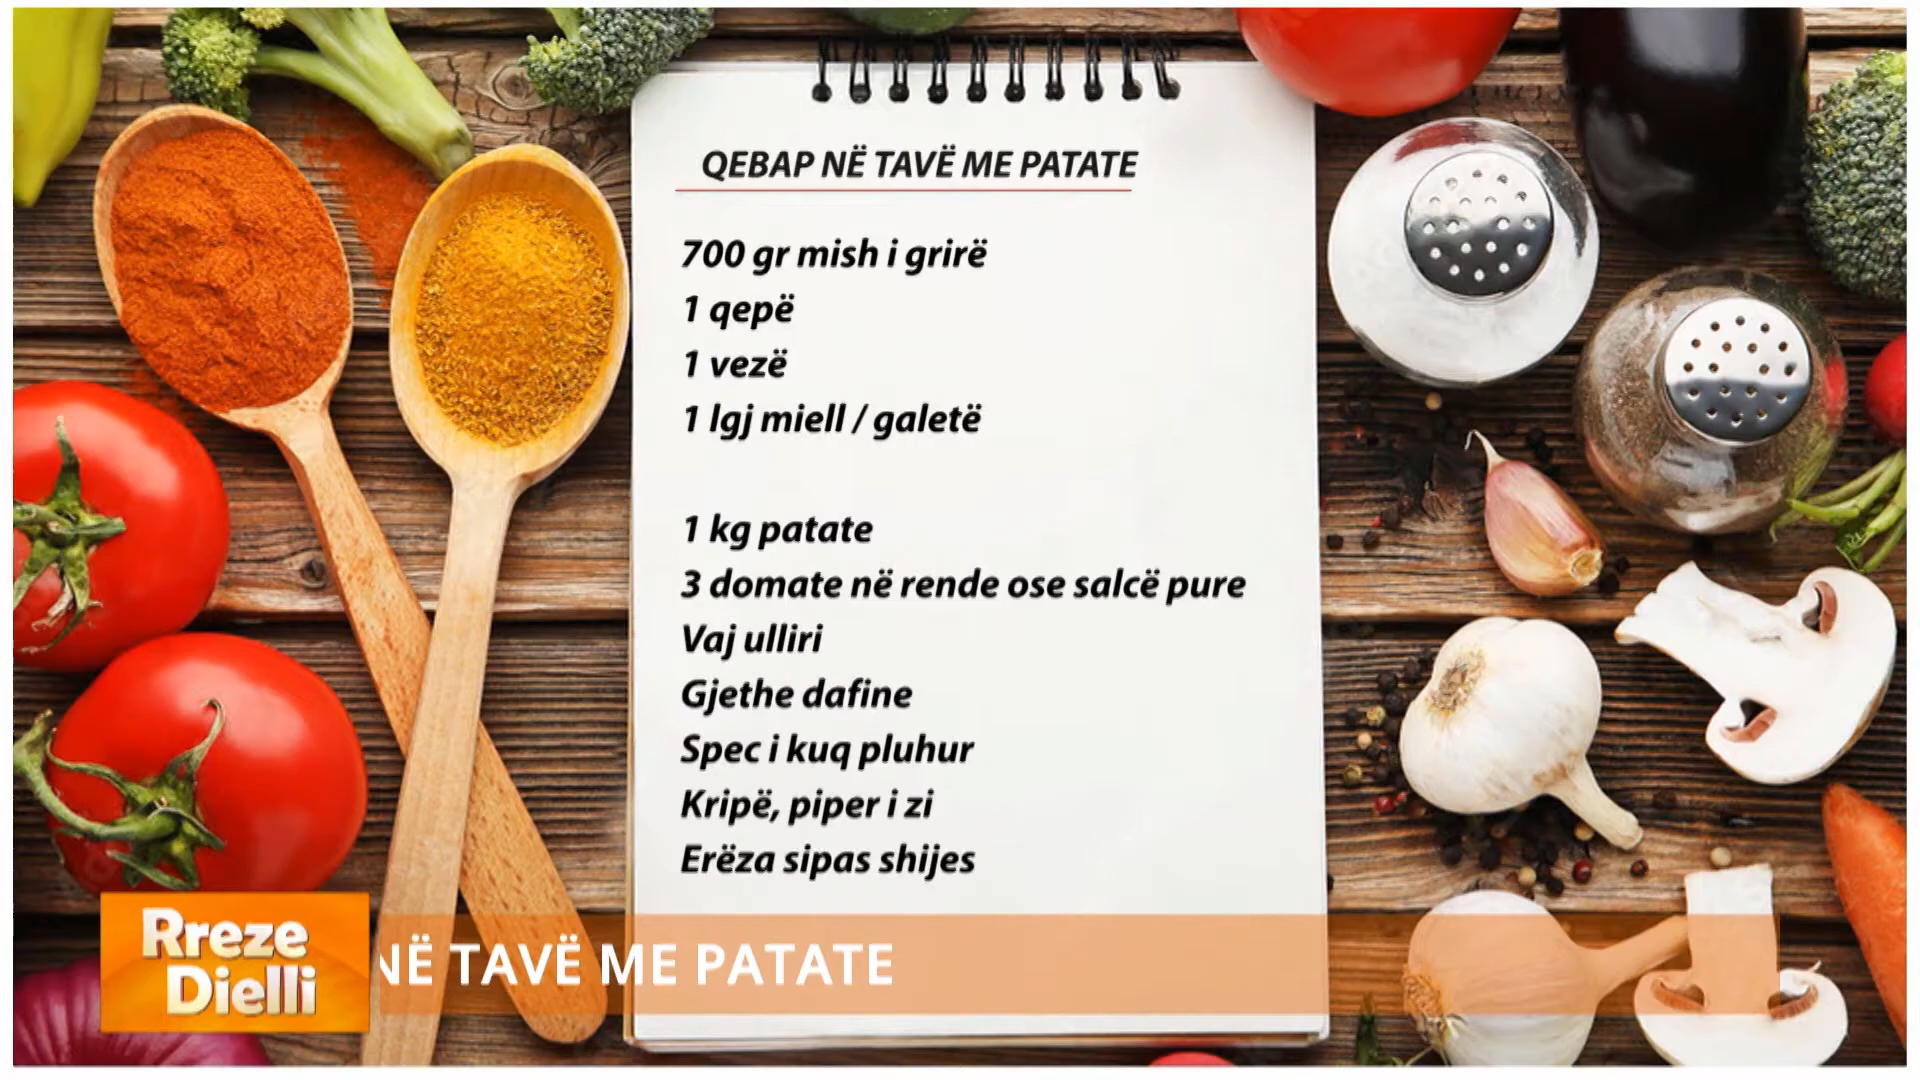 QEBAP NË TAVË ME PATATE
700 gr mish i grirë
1 qepë
1 vezë
1 lgj miell / galetë
1 kg patate
3 domate në rende ose salcë pure
Vaj ulliri
Gjethe dafine
Spec i kuq pluhur
Kripë, piper i zi
Erëza sipas shijes
Rreze
Dielli
NË TAVË ME PATATE